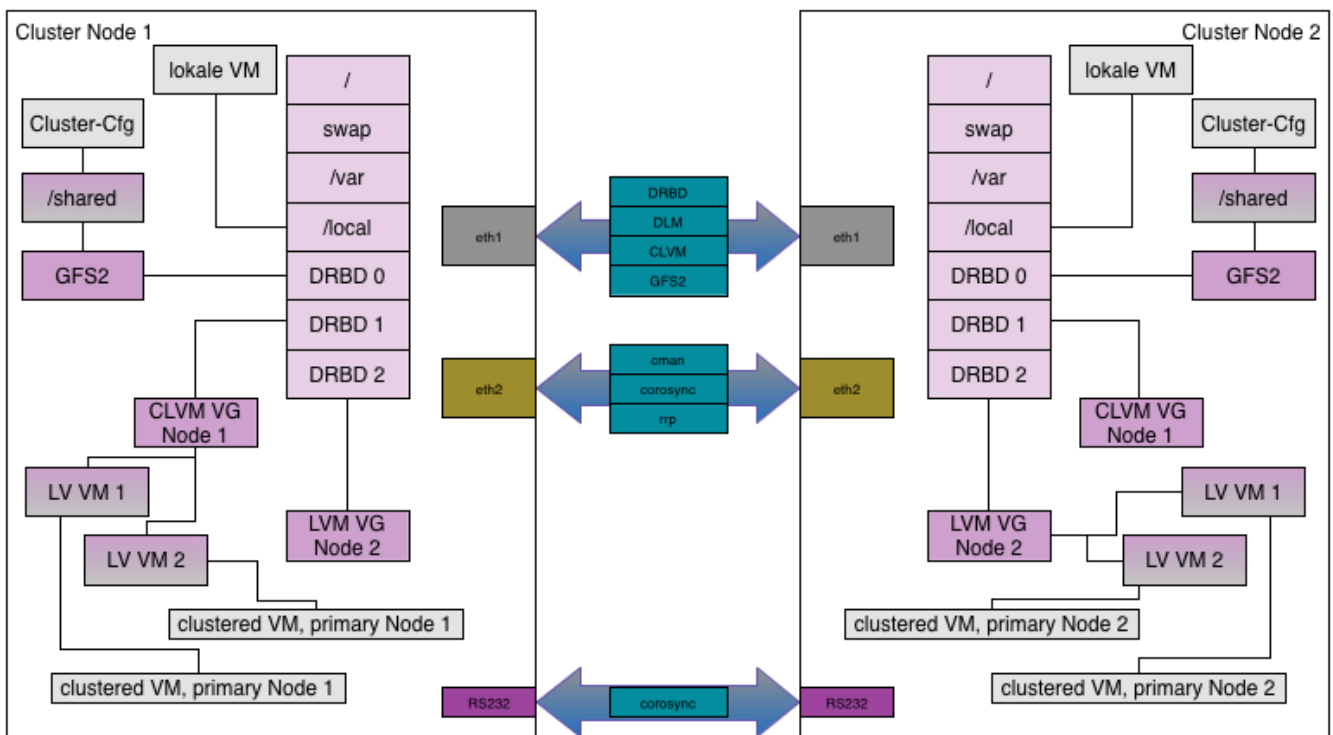 Cluster Node 1
lokale VM
Cluster-Cfg
/shared
GFS2
/
swap
/var
/local
DRBD 0
DRBD 1
DRBD 2
CLVM VG
Node 1
LV VM 1
LV VM 2
LVM VG
Node 2
clustered VM, primary Node 1
clustered VM, primary Node 1
eth1
eth2
RS232
DRBD
DLM
CLVM
GFS2
cman
corosync
rrp
corosync
eth1
eth2
RS232
Cluster Node 2
lokale VM
Cluster-Cfg
/shared
GFS2
/
swap
/var
/local
DRBD 0
DRBD 1
DRBD 2
CLVM VG
Node 1
LVM VG
Node 2
LV VM 1
LV VM 2
clustered VM, primary Node 2
clustered VM, primary Node 2